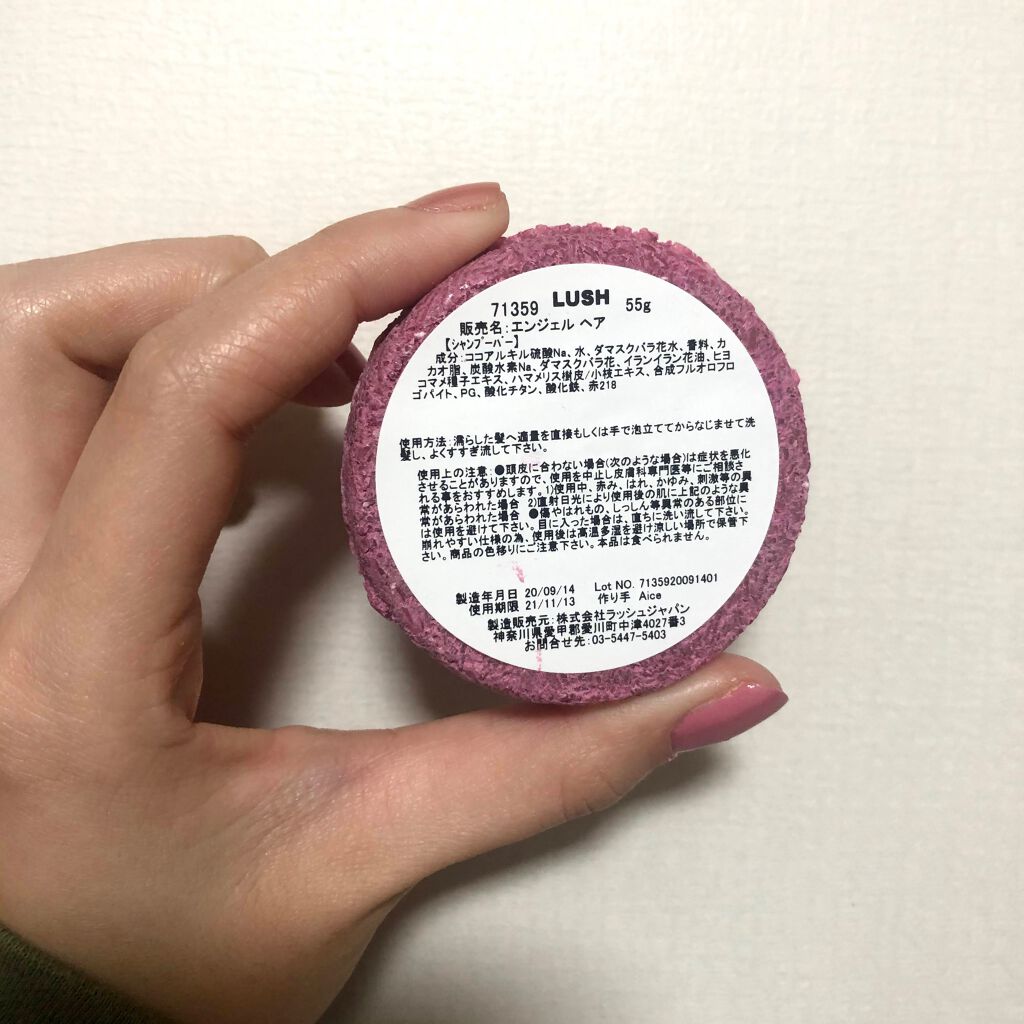 71359 LUSH 55g
販売名:エンジェル ヘア
【シャンプーバー】
成分:ココアルキル硫酸Na、水、ダマスクバラ花水、香料、カ
カオ脂、炭酸水素Na、ダマスクバラ花、イランイラン花油、ヒヨ
コマメ種子エキス、ハマメリス樹皮/小枝エキス、合成フルオロフロ
ゴパイト、PG、酸化チタン、酸化鉄、赤218
使用方法:濡らした髪へ適量を直接もしくは手で泡立ててからなじませて洗
髪し、よくすすぎ流して下さい。
使用上の注意:●頭皮に合わない場合(次のような場合)は症状を悪化
させることがありますので、使用を中止し皮膚科専門医等にご相談さ
れる事をおすすめします。1)使用中、赤み、はれ、かゆみ、刺激等の異
常があらわれた場合 2)直射日光により使用後の肌に上記のような異
常があらわれた場合 ●傷やはれもの、しっしん等異常のある部位に
は使用を避けて下さい。目に入った場合は、直ちに洗い流して下さい。
崩れやすい仕様の為、使用後は高温多湿を避け涼しい場所で保管下
さい。商品の色移りにご注意下さい。本品は食べられません。
製造年月日 20/09/14 Lot NO. 7135920091401
使用期限 21/11/13 作り手 Aice
製造販売元:株式会社ラッシュジャパン
神奈川県愛甲郡愛川町中津4027番3
お問合せ先:03-5447-5403